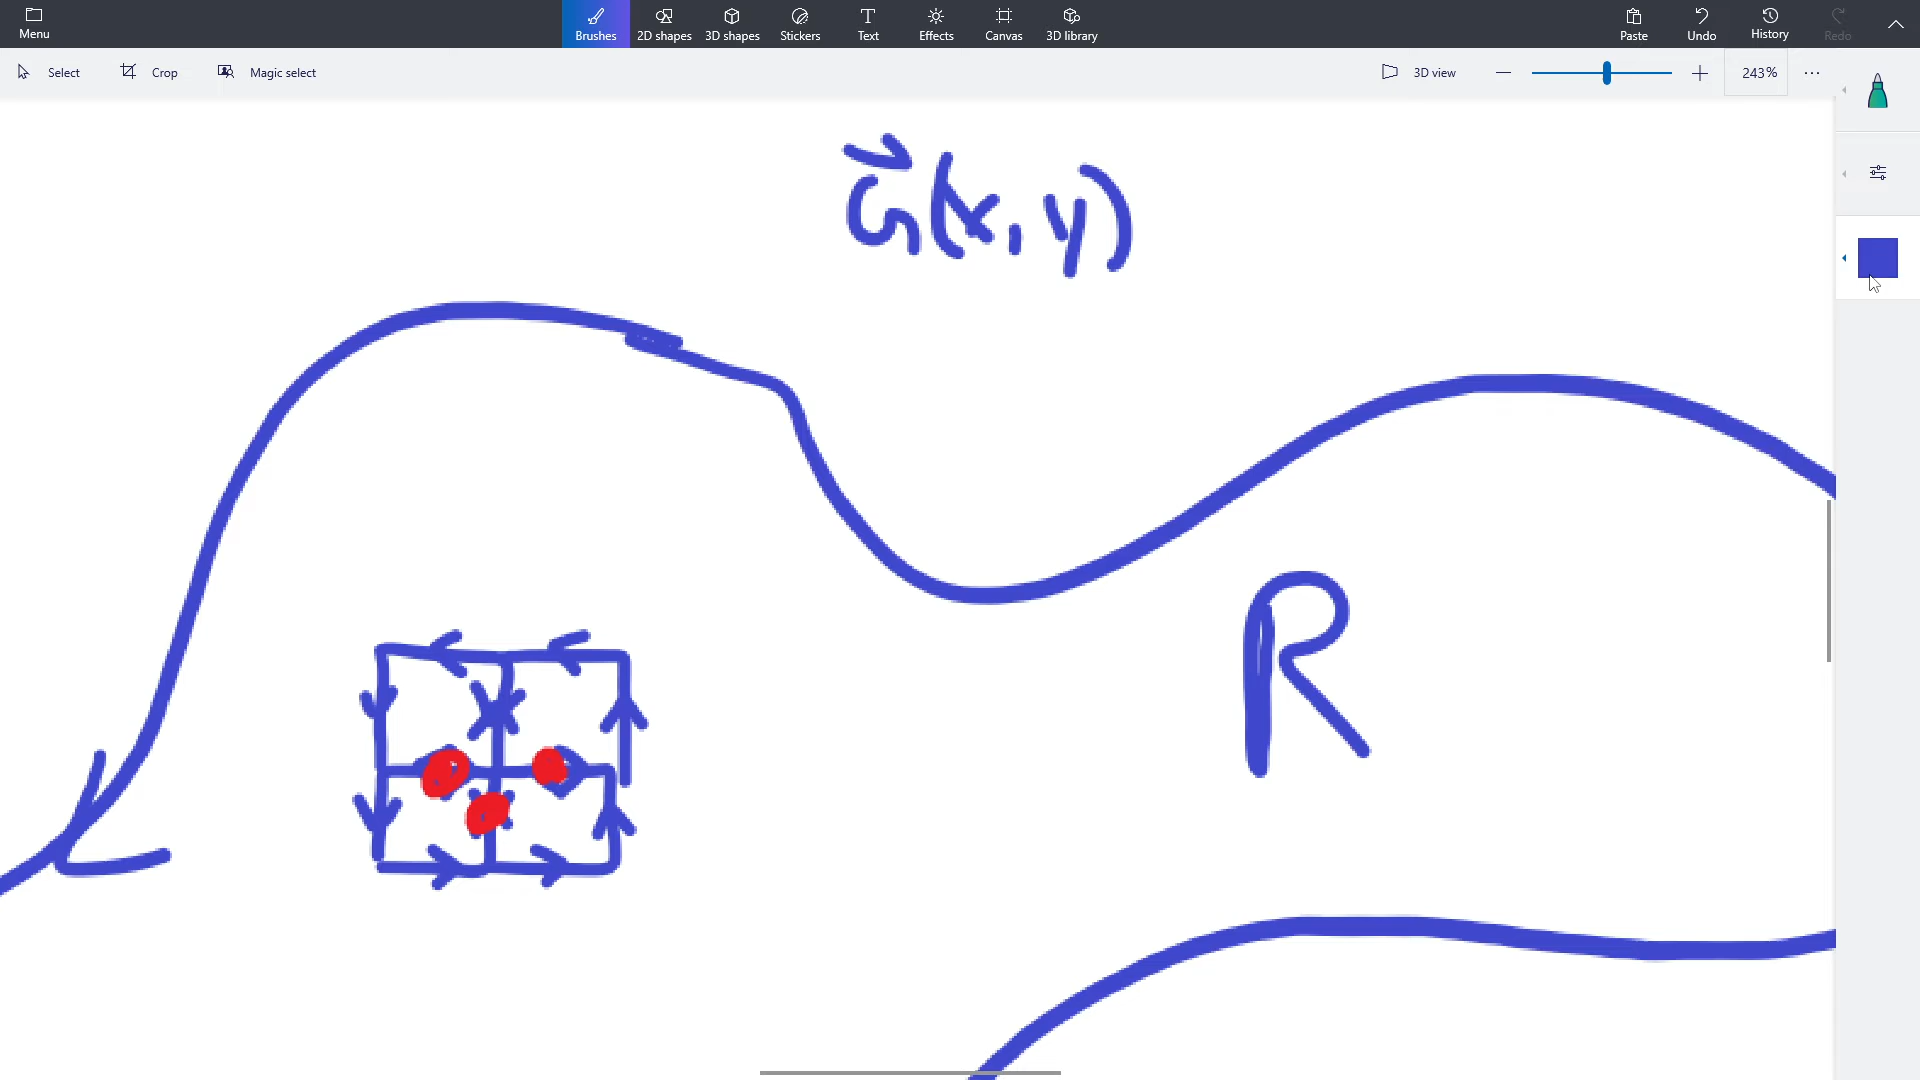 Menu
Brushes 2D shapes 3D shapes Stickers Text Effects Canvas 3D library
Paste Undo History Redo
Select Crop Magic select
3D view 243%
G⃗(x, y)
R